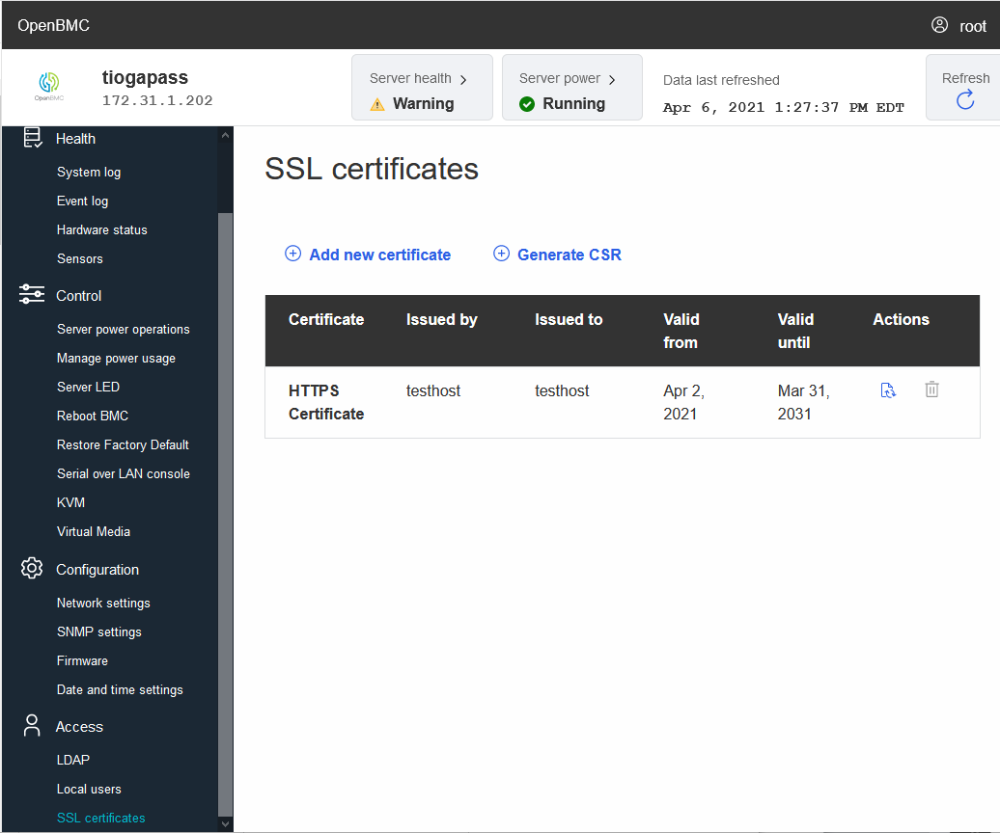 OpenBMC
root
tiogapass
172.31.1.202
OpenBMC
Server health
Warning
Server power
Running
Data last refreshed
Apr 6, 2021 1:27:37 PM EDT
Refresh
Health
System log
Event log
Hardware status
Sensors
Control
Server power operations
Manage power usage
Server LED
Reboot BMC
Restore Factory Default
Serial over LAN console
KVM
Virtual Media
Configuration
Network settings
SNMP settings
Firmware
Date and time settings
Access
LDAP
Local users
SSL certificates
SSL certificates
Add new certificate Generate CSR
Certificate Issued by Issued to Valid from Valid until Actions
HTTPS Certificate testhost testhost Apr 2, 2021 Mar 31, 2031